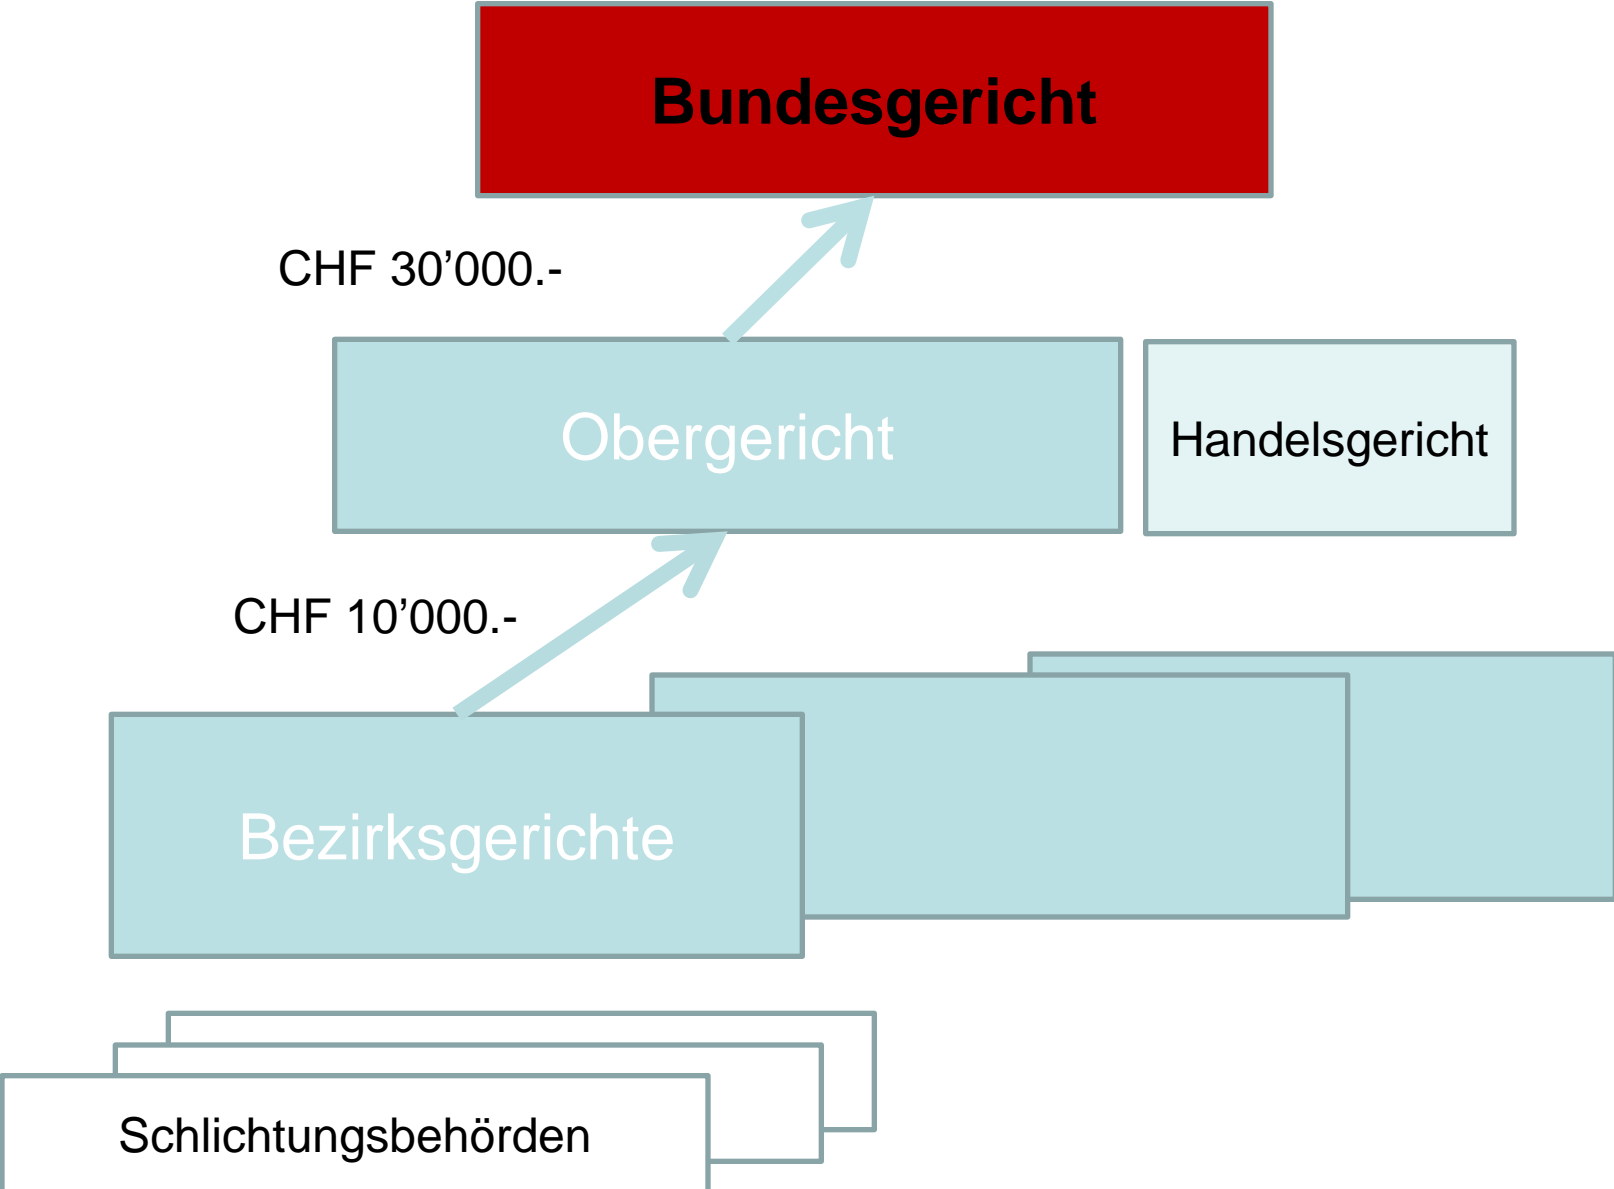 Bundesgericht
CHF 30’000.-
Obergericht
Handelsgericht
CHF 10’000.-
Bezirksgerichte
Schlichtungsbehörden